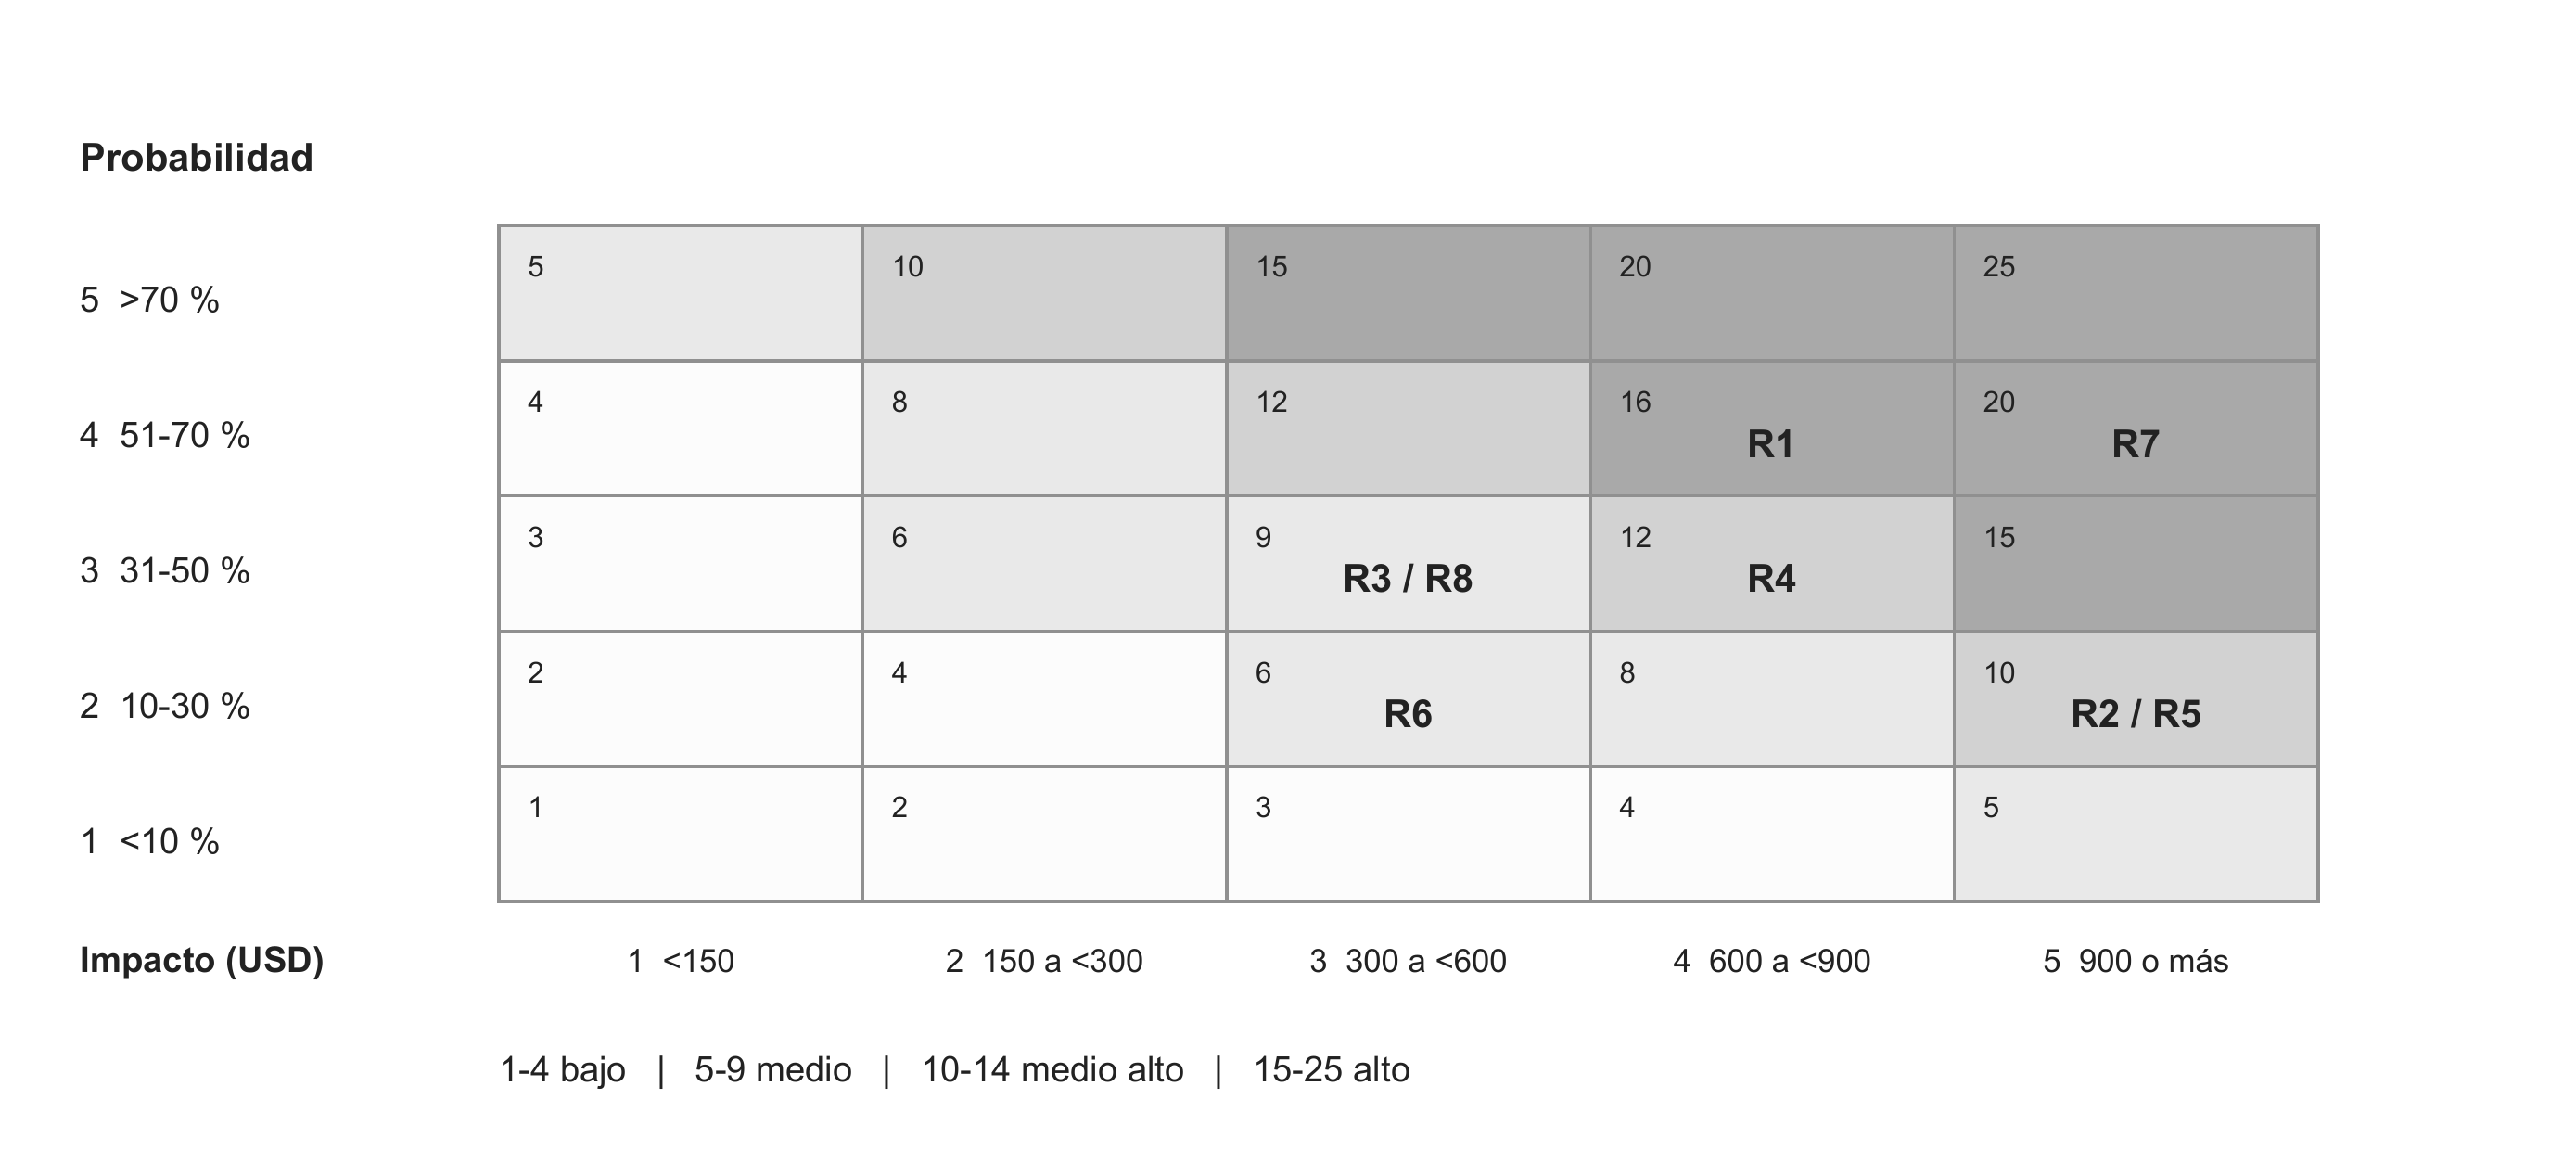 Probabilidad
5 >70 %
5 10 15 20 25
4 51-70 %
4 8 12 16 20
R1 R7
3 31-50 %
3 6 9 12 15
R3 / R8 R4
2 10-30 %
2 4 6 8 10
R6 R2 / R5
1 <10 %
1 2 3 4 5
Impacto (USD) 1 <150 2 150 a <300 3 300 a <600 4 600 a <900 5 900 o más
1-4 bajo | 5-9 medio | 10-14 medio alto | 15-25 alto